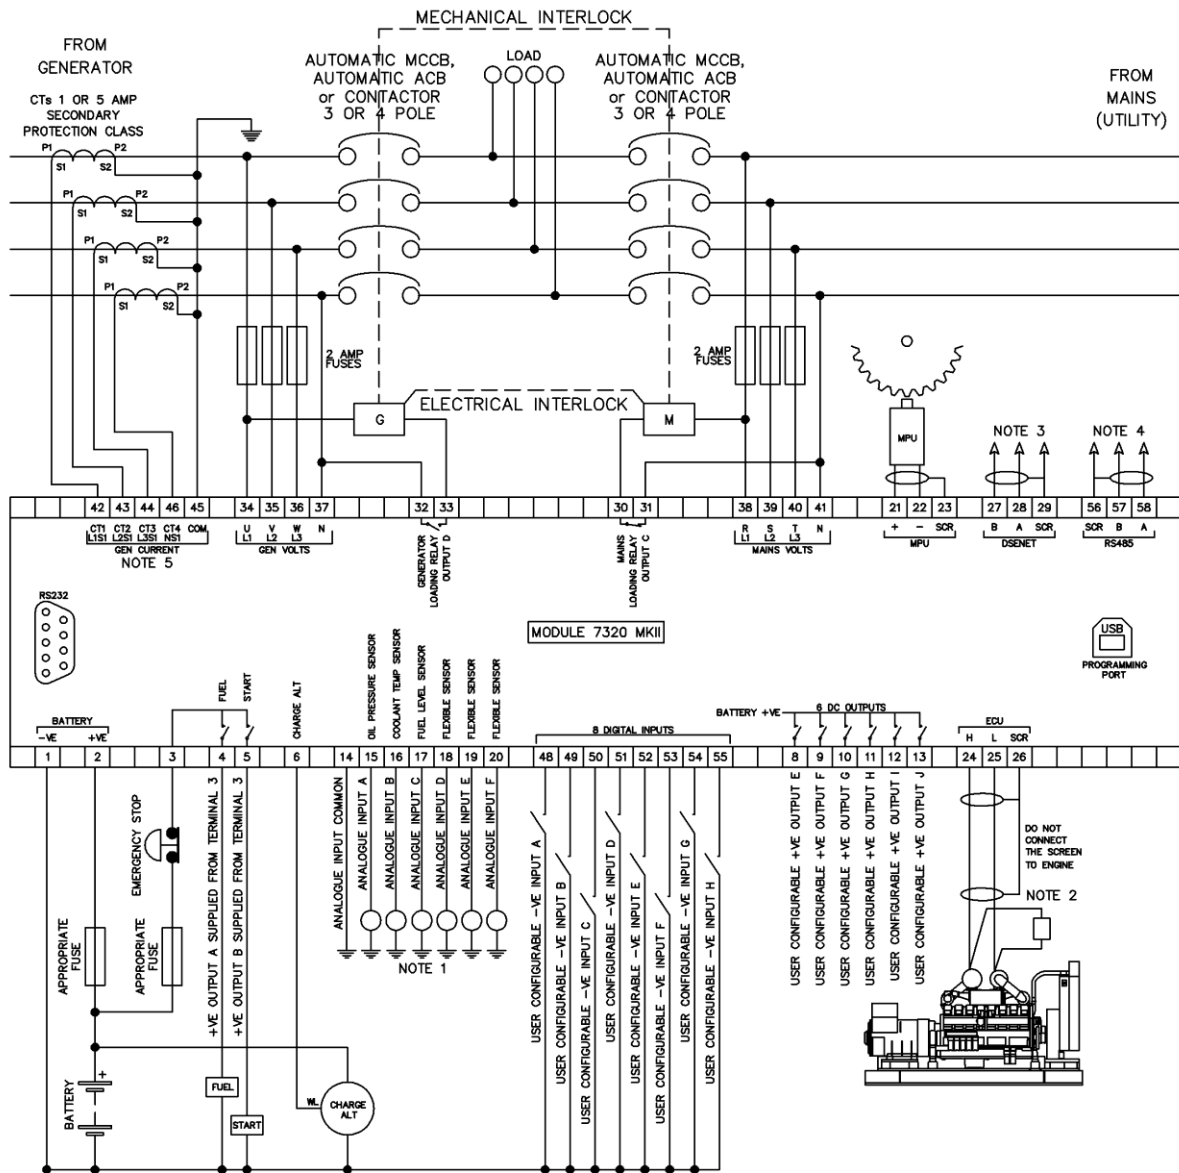 MECHANICAL INTERLOCK
FROM
GENERATOR
CTs 1 OR 5 AMP
SECONDARY
PROTECTION CLASS
AUTOMATIC MCCB,
AUTOMATIC ACB
or CONTACTOR
3 OR 4 POLE
LOAD
AUTOMATIC MCCB,
AUTOMATIC ACB
or CONTACTOR
3 OR 4 POLE
FROM
MAINS
(UTILITY)
P1 P2
S1 S2
P1 P2
S1 S2
P1 P2
S1 S2
P1 P2
S1 S2
2 AMP
FUSES
2 AMP
FUSES
G
ELECTRICAL INTERLOCK
M
MPU
NOTE 3
NOTE 4
42 43 44 46 45 34 35 36 37 32 33 30 31 38 39 40 41 21 22 23 27 28 29 56 57 58
CT1 CT2 CT3 CT4 COM
L1S1 L2S1 L3S1 NS1
GEN CURRENT
NOTE 5
U V W N
L1 L2 L3
GEN VOLTS
GENERATOR
LOADING RELAY
OUTPUT D
MAINS
LOADING RELAY
OUTPUT C
R S T N
L1 L2 L3
MAINS VOLTS
+ − SCR
MPU
B A SCR
DSENET
SCR B A
RS485
RS232
MODULE 7320 MKII
USB
PROGRAMMING
PORT
BATTERY
−VE +VE
FUEL
START
CHARGE ALT
OIL PRESSURE SENSOR
COOLANT TEMP SENSOR
FUEL LEVEL SENSOR
FLEXIBLE SENSOR
FLEXIBLE SENSOR
FLEXIBLE SENSOR
8 DIGITAL INPUTS
BATTERY +VE
6 DC OUTPUTS
ECU
H L SCR
1 2 3 4 5 6 14 15 16 17 18 19 20 48 49 50 51 52 53 54 55 8 9 10 11 12 13 24 25 26
EMERGENCY STOP
APPROPRIATE
FUSE
APPROPRIATE
FUSE
+VE OUTPUT A SUPPLIED FROM TERMINAL 3
+VE OUTPUT B SUPPLIED FROM TERMINAL 3
ANALOGUE INPUT COMMON
ANALOGUE INPUT A
ANALOGUE INPUT B
ANALOGUE INPUT C
ANALOGUE INPUT D
ANALOGUE INPUT E
ANALOGUE INPUT F
NOTE 1
USER CONFIGURABLE −VE INPUT A
USER CONFIGURABLE −VE INPUT B
USER CONFIGURABLE −VE INPUT C
USER CONFIGURABLE −VE INPUT D
USER CONFIGURABLE −VE INPUT E
USER CONFIGURABLE −VE INPUT F
USER CONFIGURABLE −VE INPUT G
USER CONFIGURABLE −VE INPUT H
USER CONFIGURABLE +VE OUTPUT E
USER CONFIGURABLE +VE OUTPUT F
USER CONFIGURABLE +VE OUTPUT G
USER CONFIGURABLE +VE OUTPUT H
USER CONFIGURABLE +VE OUTPUT I
USER CONFIGURABLE +VE OUTPUT J
DO NOT
CONNECT
THE SCREEN
TO ENGINE
NOTE 2
BATTERY
+
FUEL
START
WL
CHARGE
ALT